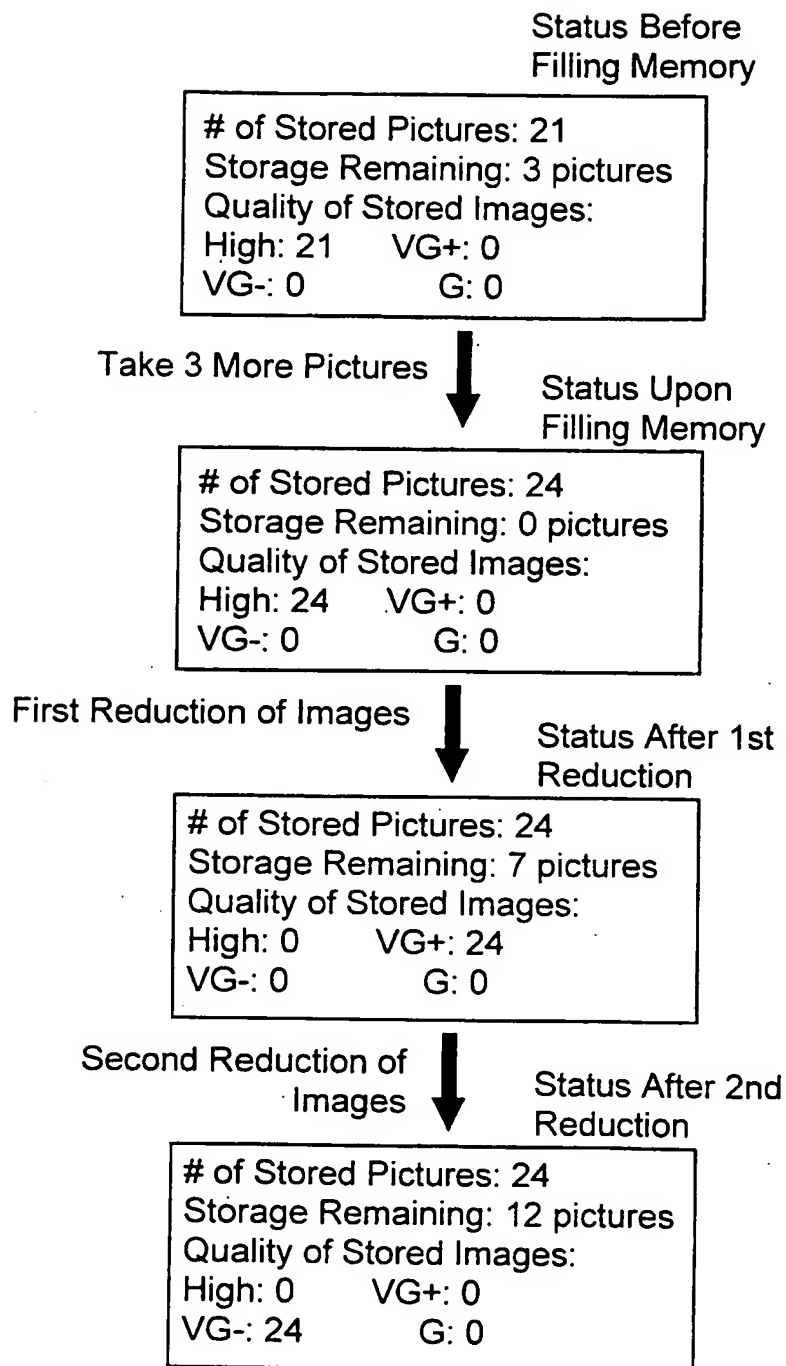 Status Before
Filling Memory
# of Stored Pictures: 21
Storage Remaining: 3 pictures
Quality of Stored Images:
High: 21 VG+: 0
VG-: 0 G: 0
Take 3 More Pictures
Status Upon
Filling Memory
# of Stored Pictures: 24
Storage Remaining: 0 pictures
Quality of Stored Images:
High: 24 VG+: 0
VG-: 0 G: 0
First Reduction of Images
Status After 1st
Reduction
# of Stored Pictures: 24
Storage Remaining: 7 pictures
Quality of Stored Images:
High: 0 VG+: 24
VG-: 0 G: 0
Second Reduction of
Images
Status After 2nd
Reduction
# of Stored Pictures: 24
Storage Remaining: 12 pictures
Quality of Stored Images:
High: 0 VG+: 0
VG-: 24 G: 0